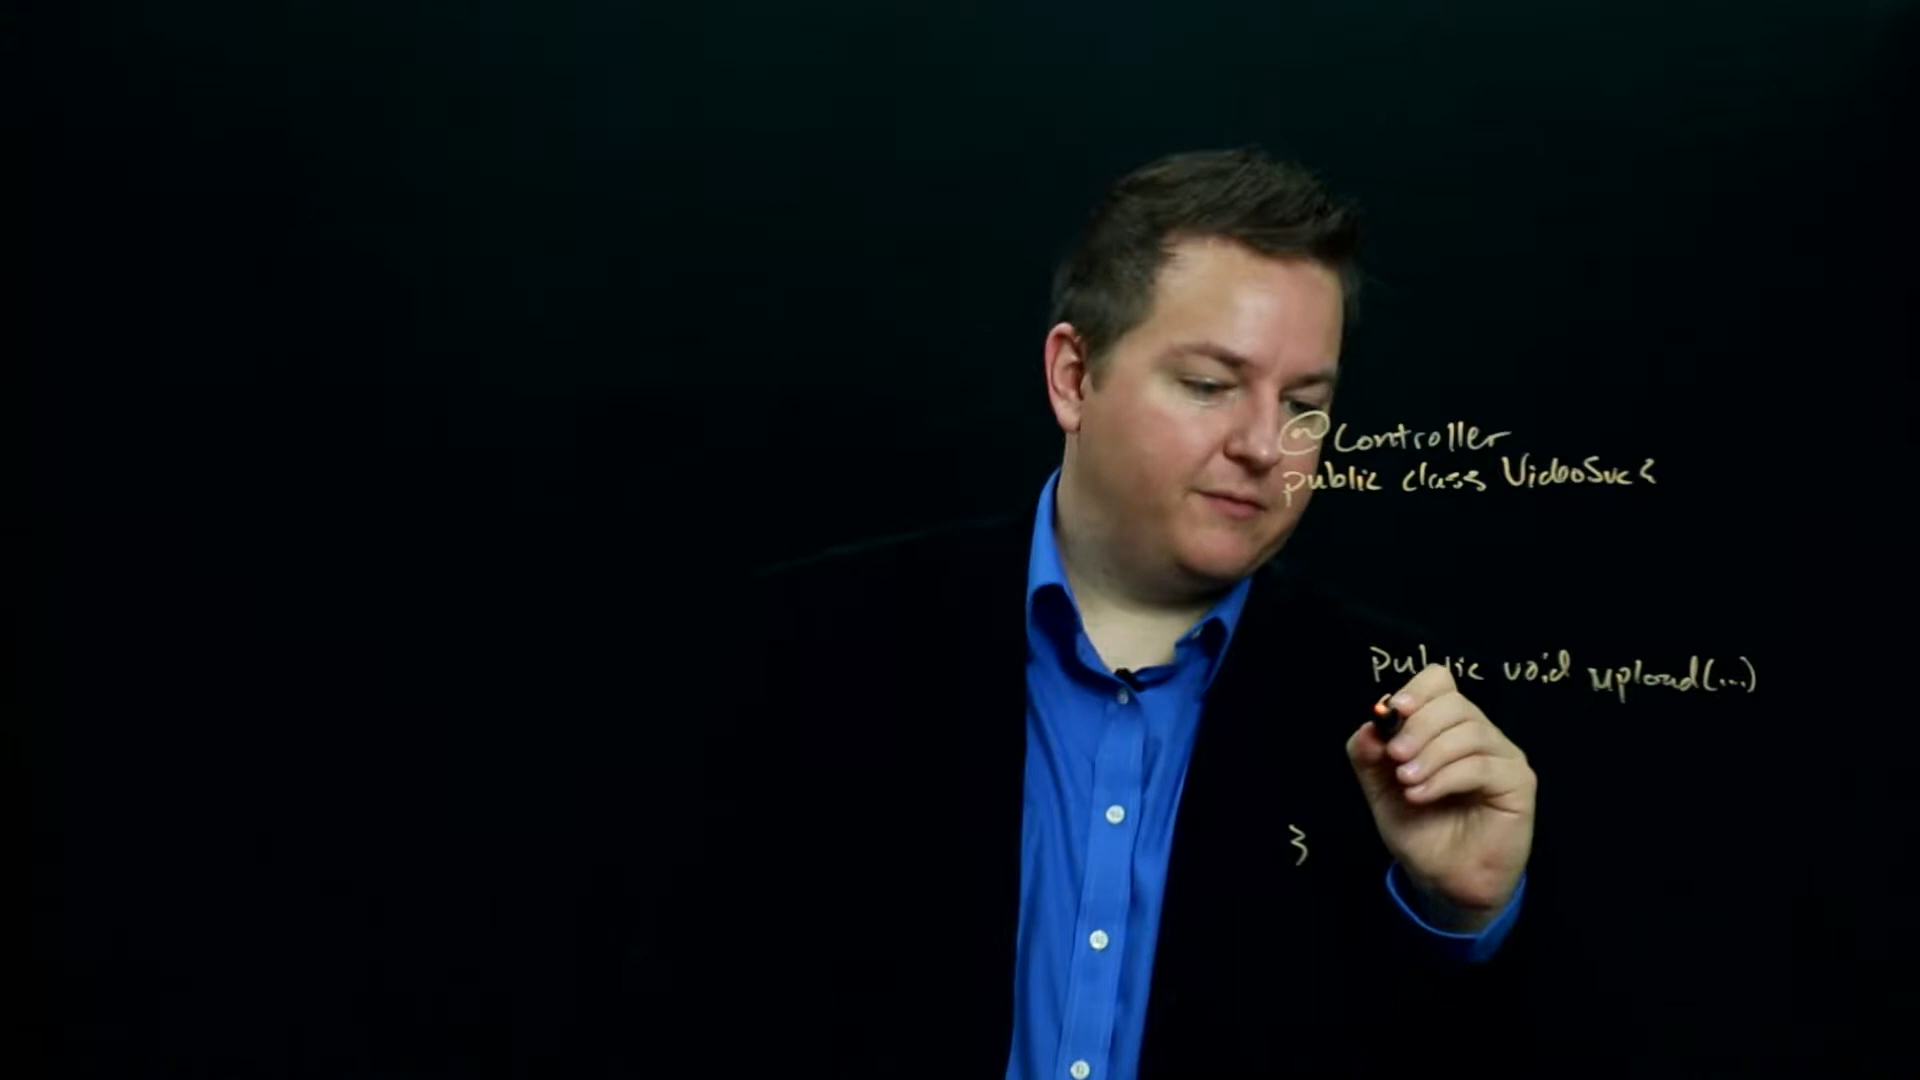 @Controller
public class VideoSvc {
public void upload(...)
}